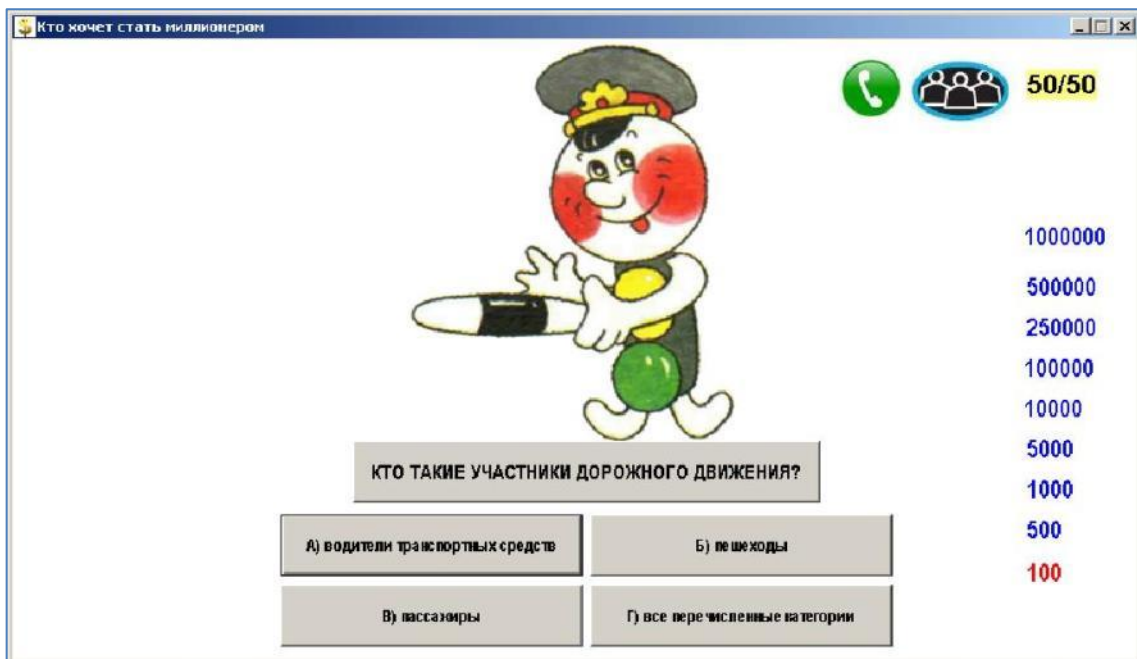 Кто хочет стать миллионером
50/50
1000000
500000
250000
100000
10000
5000
1000
500
100
КТО ТАКИЕ УЧАСТНИКИ ДОРОЖНОГО ДВИЖЕНИЯ?
А) водители транспортных средств
Б) пешеходы
В) пассажиры
Г) все перечисленные категории